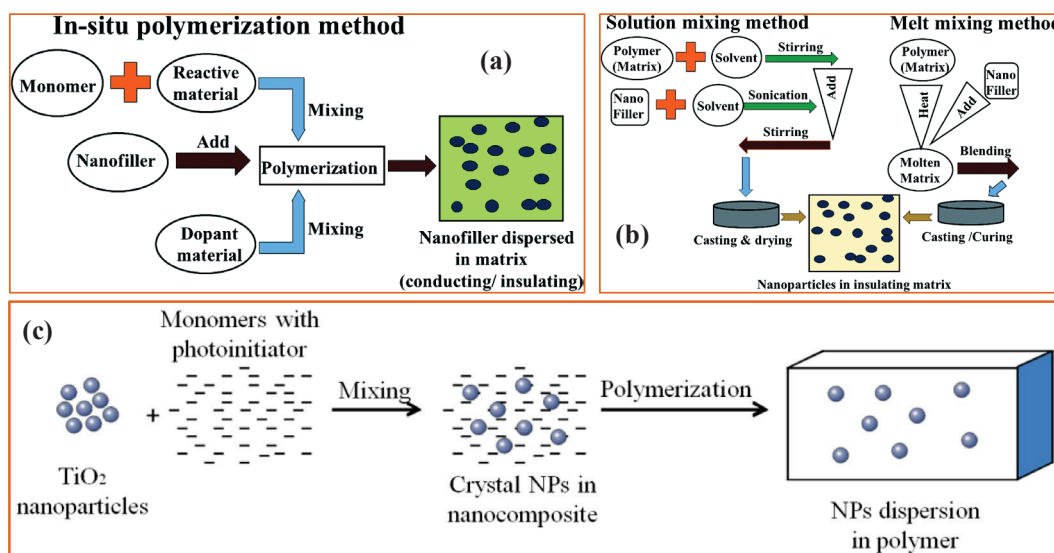 In-situ polymerization method
(a)
Monomer
Reactive
material
Mixing
Nanofiller
Add
Polymerization
Dopant
material
Mixing
Nanofiller dispersed
in matrix
(conducting/ insulating)
Solution mixing method
Polymer
(Matrix)
Solvent
Stirring
Nano
Filler
Solvent
Sonication
Add
Stirring
Casting & drying
Melt mixing method
Polymer
(Matrix)
Nano
Filler
Heat
Add
Molten
Matrix
Blending
Casting /Curing
(b)
Nanoparticles in insulating matrix
(c)
Monomers with
photoinitiator
+
TiO₂
nanoparticles
Mixing
Crystal NPs in
nanocomposite
Polymerization
NPs dispersion
in polymer